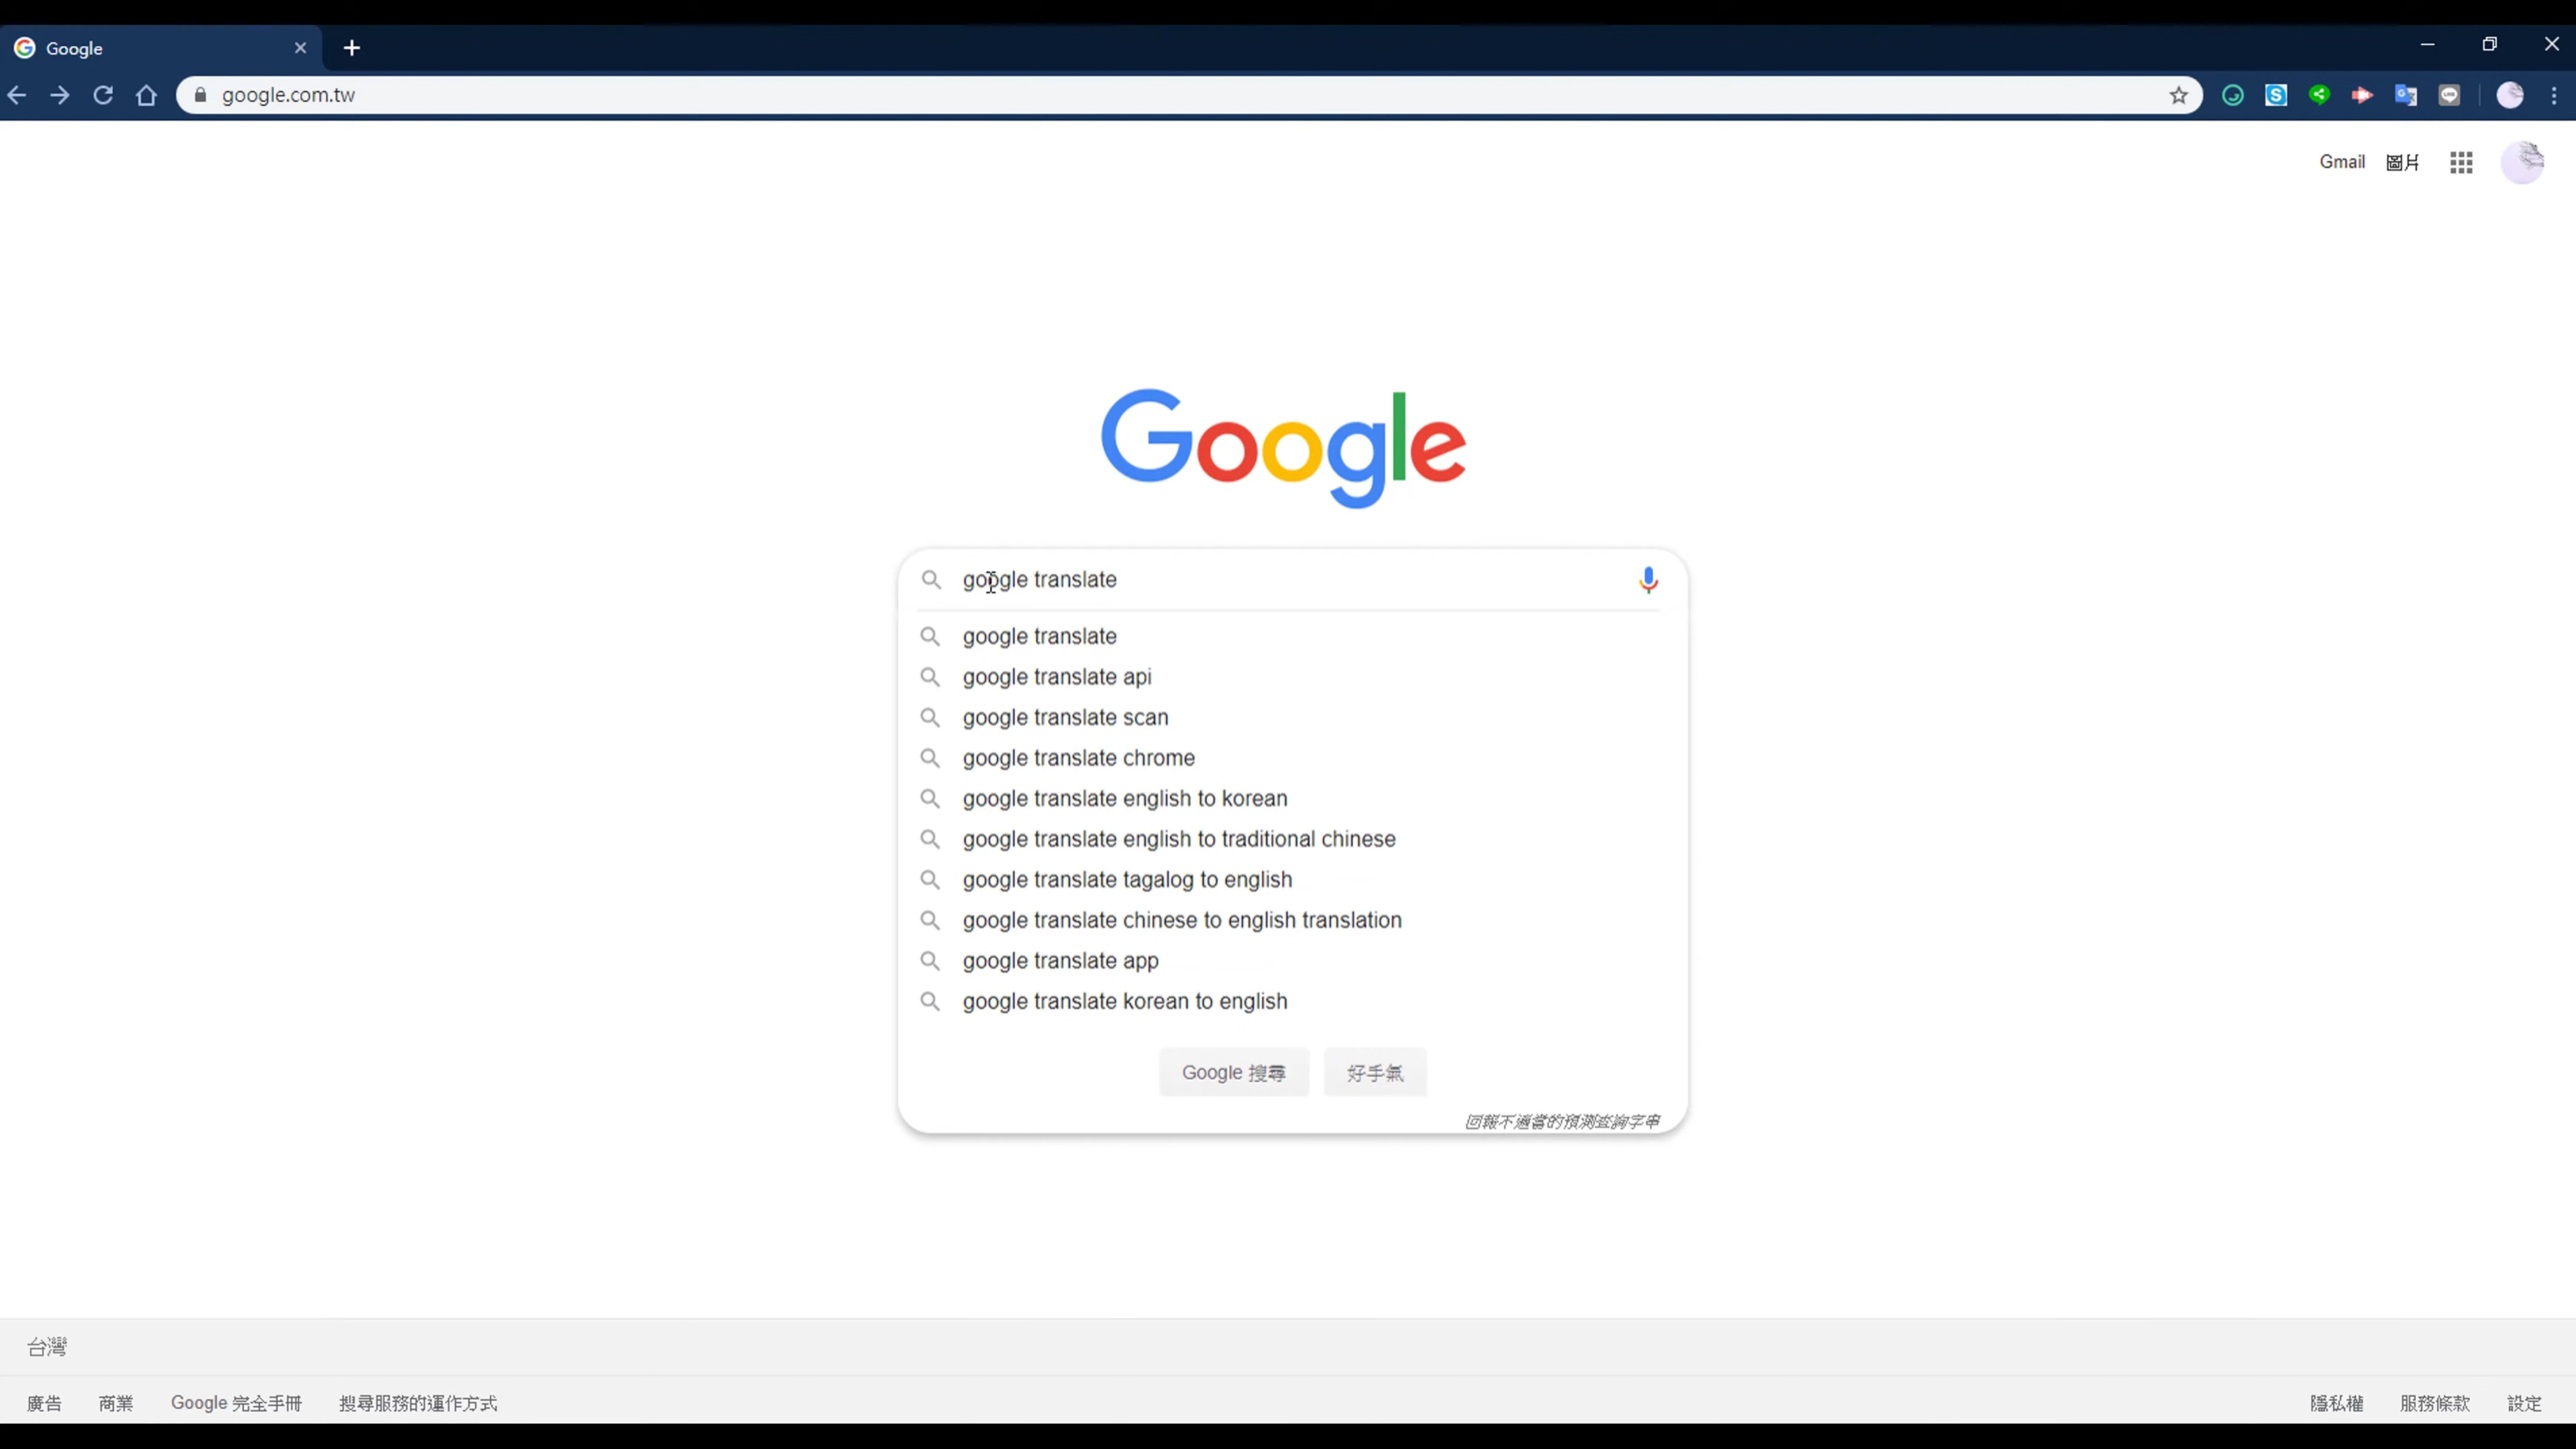 Google
google.com.tw
Gmail 圖片
Google
google translate
google translate
google translate api
google translate scan
google translate chrome
google translate english to korean
google translate english to traditional chinese
google translate tagalog to english
google translate chinese to english translation
google translate app
google translate korean to english
Google 搜尋 好手氣
回報不適當的預測查詢字串
台灣
廣告 商業 Google 完全手冊 搜尋服務的運作方式 隱私權 服務條款 設定